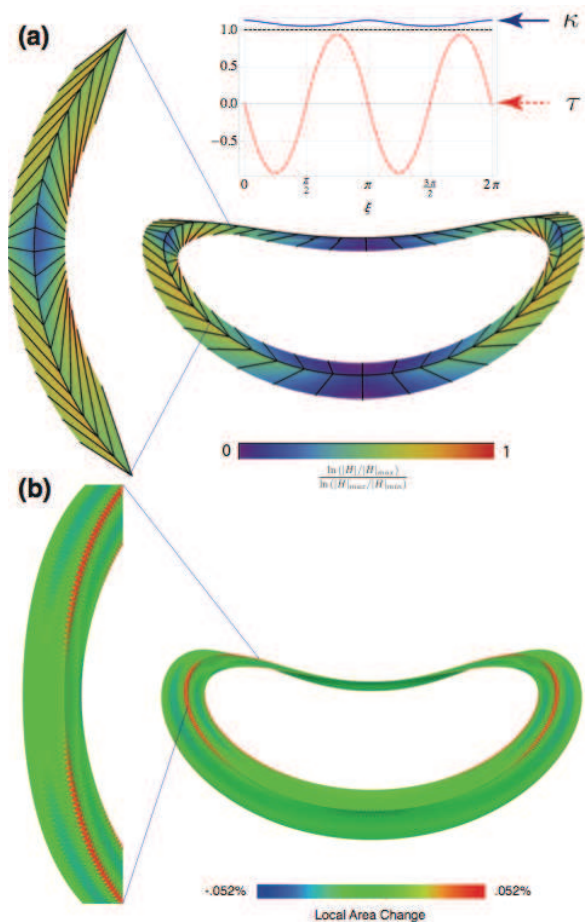 (a)
κ
1.0
0.5
τ
0.0
−0.5
0 π/2 π 3π/2 2π
ξ
0 1
ln (|H|/|H|max)
ln (|H|max/|H|min)
(b)
-.052% .052%
Local Area Change